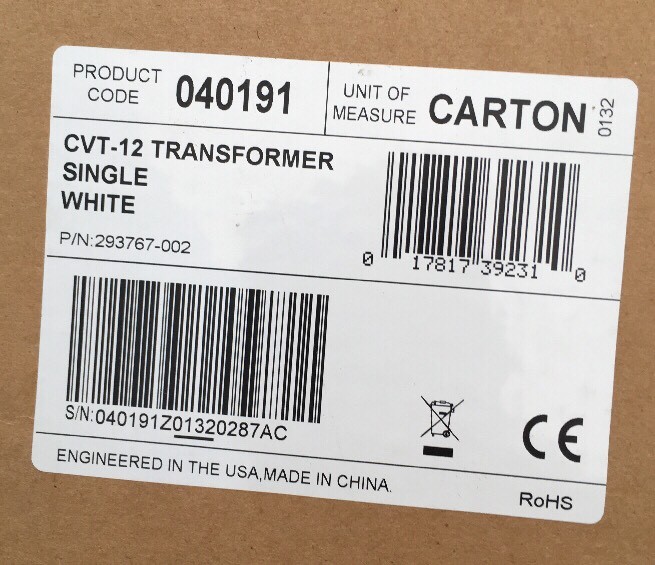 PRODUCT CODE 040191
UNIT OF MEASURE CARTON 0132
CVT-12 TRANSFORMER
SINGLE
WHITE
P/N:293767-002
0 17817 39231 0
S/N:040191Z01320287AC
CE
ENGINEERED IN THE USA,MADE IN CHINA.
RoHS